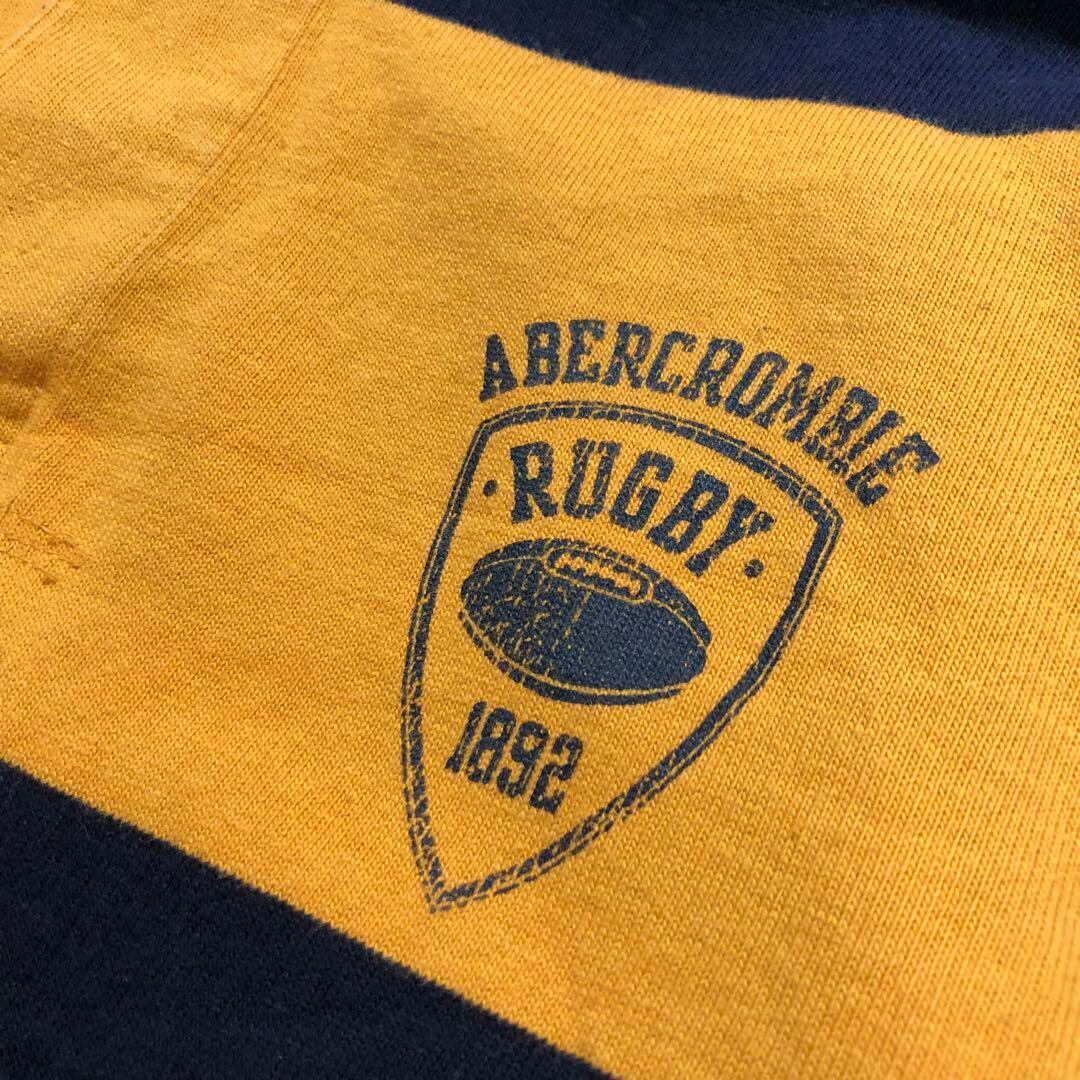 ABERCROMBIE
· RUGBY ·
1892